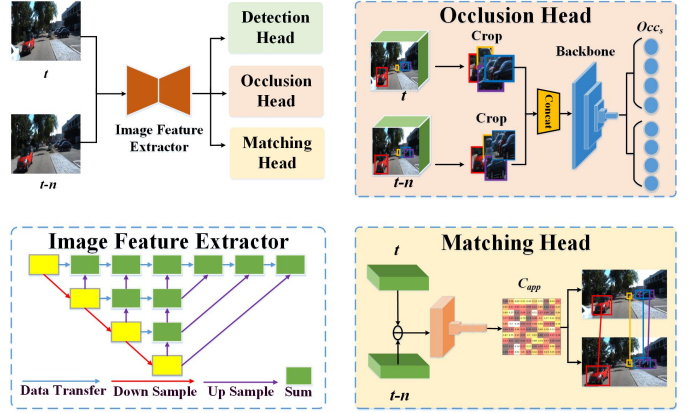 Detection
Head
t
Occlusion
Head
Image Feature
Extractor
Matching
Head
t-n
Occlusion Head
Crop
Backbone
Occs
t
Concat
Crop
t-n
Image Feature Extractor
Data Transfer
Down Sample
Up Sample
Sum
Matching Head
t
Capp
t-n